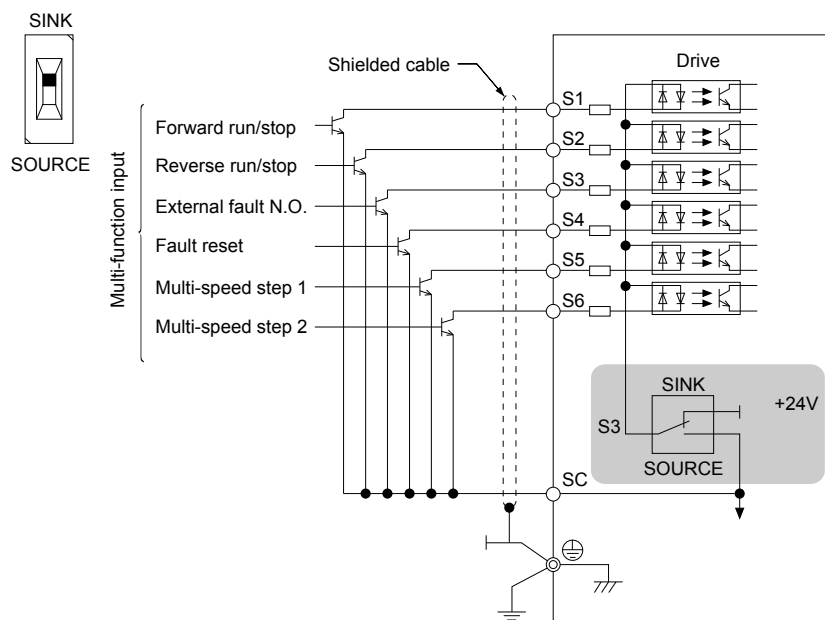 SINK
SOURCE
Multi-function input
Forward run/stop
Reverse run/stop
External fault N.O.
Fault reset
Multi-speed step 1
Multi-speed step 2
Shielded cable
Drive
S1
S2
S3
S4
S5
S6
SINK
+24V
S3
SOURCE
SC